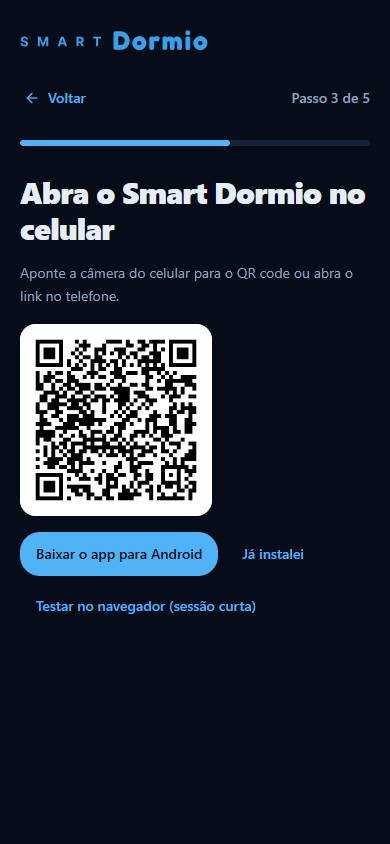 SMART Dormio
Voltar
Passo 3 de 5
Abra o Smart Dormio no
celular
Aponte a câmera do celular para o QR code ou abra o
link no telefone.
Baixar o app para Android
Já instalei
Testar no navegador (sessão curta)